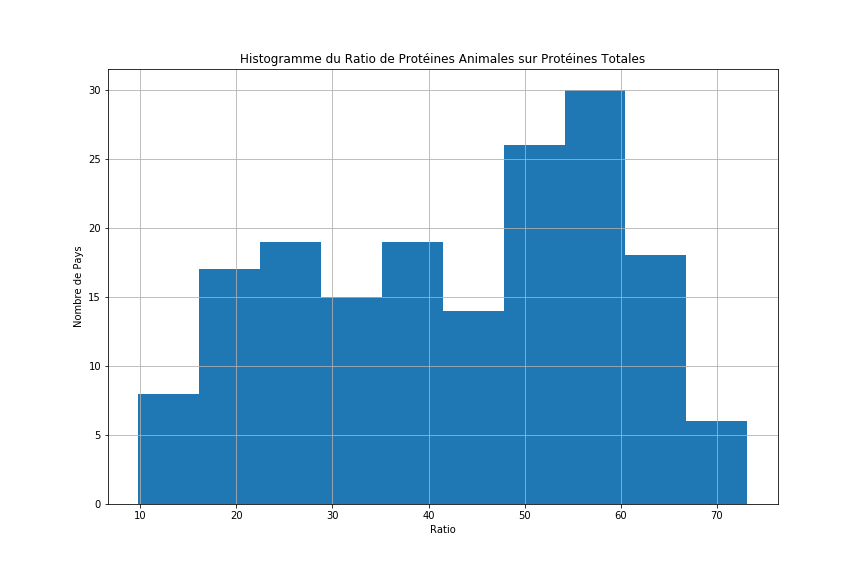 Histogramme du Ratio de Protéines Animales sur Protéines Totales
30
25
20
15
10
5
0
Nombre de Pays
10 20 30 40 50 60 70
Ratio